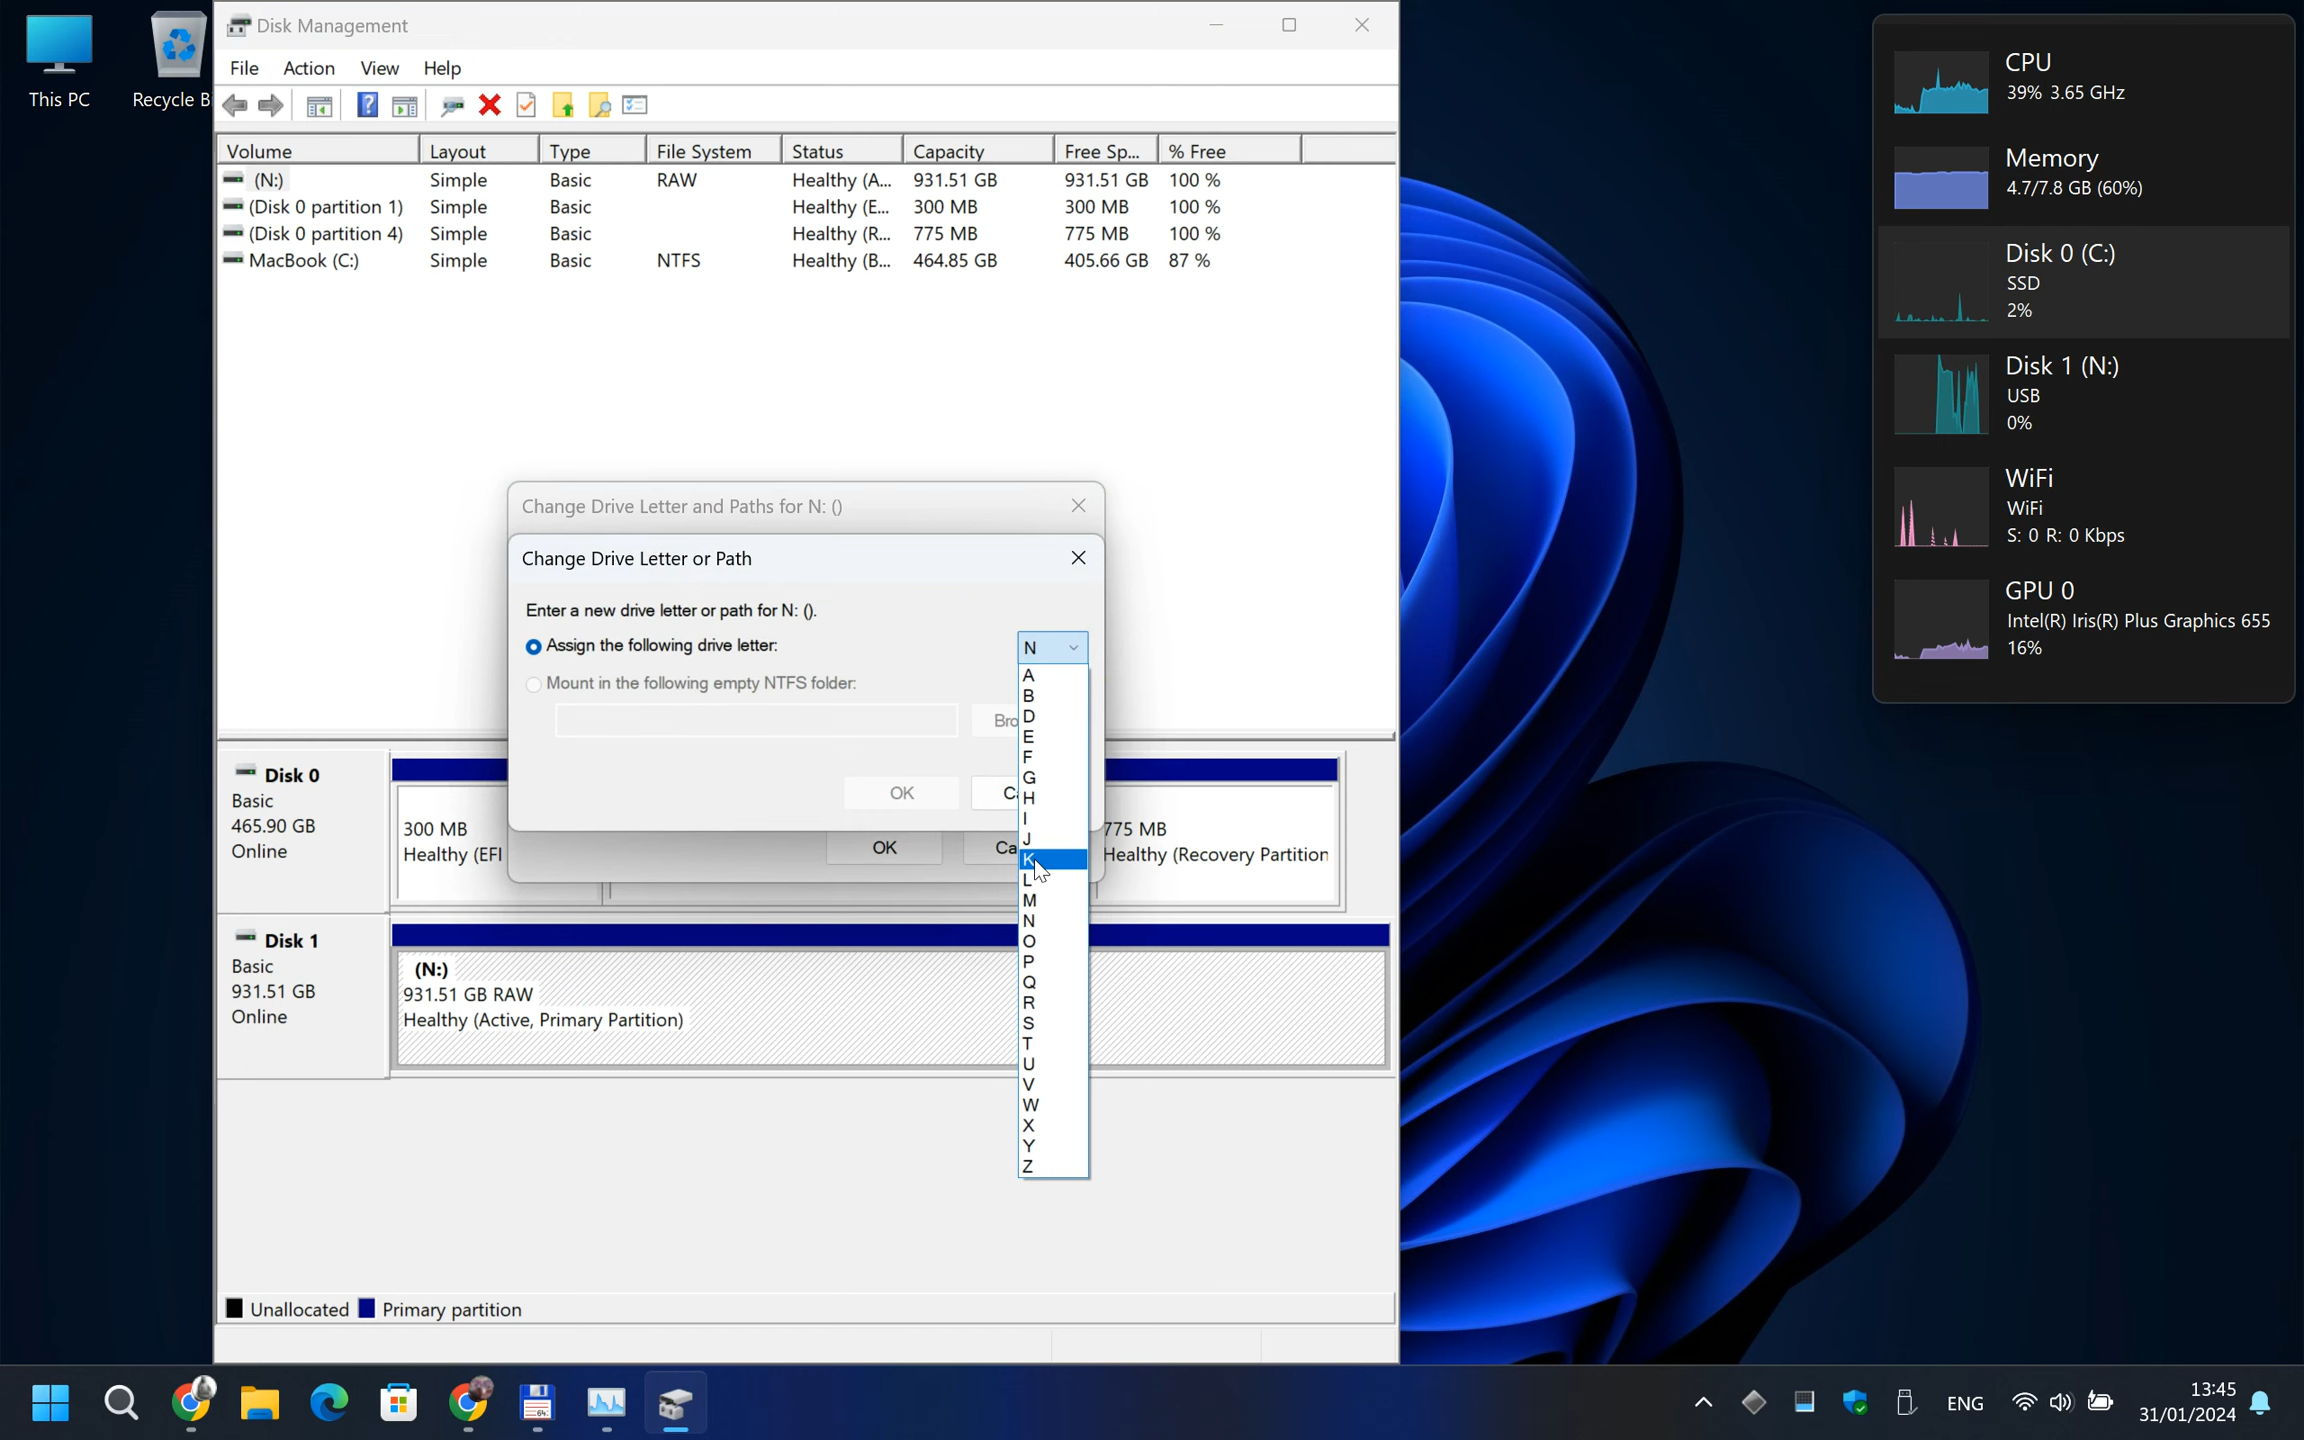 This PC
Recycle B
Disk Management
File Action View Help
Volume Layout Type File System Status Capacity Free Sp... % Free
(N:) Simple Basic RAW Healthy (A... 931.51 GB 931.51 GB 100 %
(Disk 0 partition 1) Simple Basic Healthy (E... 300 MB 300 MB 100 %
(Disk 0 partition 4) Simple Basic Healthy (R... 775 MB 775 MB 100 %
MacBook (C:) Simple Basic NTFS Healthy (B... 464.85 GB 405.66 GB 87 %
Change Drive Letter and Paths for N: ()
Change Drive Letter or Path
Enter a new drive letter or path for N: ().
Assign the following drive letter:
N
Mount in the following empty NTFS folder:
Bro
OK Ca
OK Ca
A
B
D
E
F
G
H
I
J
K
L
M
N
O
P
Q
R
S
T
U
V
W
X
Y
Z
Disk 0
Basic
465.90 GB
Online
300 MB
Healthy (EFI
775 MB
Healthy (Recovery Partition
Disk 1
Basic
931.51 GB
Online
(N:)
931.51 GB RAW
Healthy (Active, Primary Partition)
Unallocated Primary partition
CPU
39% 3.65 GHz
Memory
4.7/7.8 GB (60%)
Disk 0 (C:)
SSD
2%
Disk 1 (N:)
USB
0%
WiFi
WiFi
S: 0 R: 0 Kbps
GPU 0
Intel(R) Iris(R) Plus Graphics 655
16%
64
ENG
13:45
31/01/2024